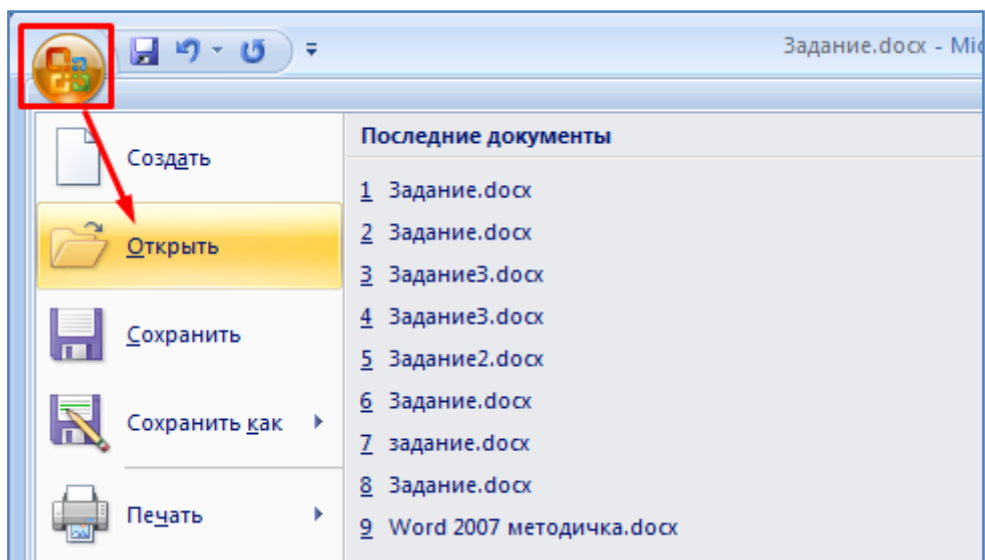 Задание.docx - Mic
Создать
Открыть
Сохранить
Сохранить как
Печать
Последние документы
1 Задание.docx
2 Задание.docx
3 Задание3.docx
4 Задание3.docx
5 Задание2.docx
6 Задание.docx
7 задание.docx
8 Задание.docx
9 Word 2007 методичка.docx